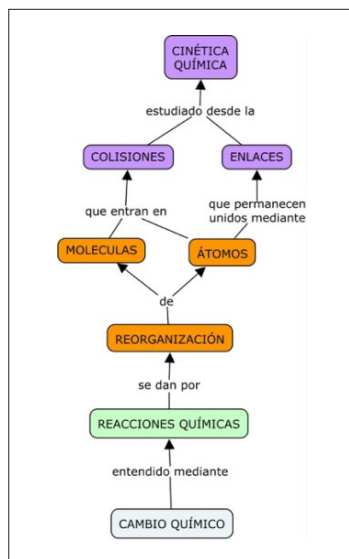 CINÉTICA
QUÍMICA
estudiado desde la
COLISIONES
ENLACES
que entran en
que permanecen
unidos mediante
MOLECULAS
ÁTOMOS
de
REORGANIZACIÓN
se dan por
REACCIONES QUÍMICAS
entendido mediante
CAMBIO QUÍMICO